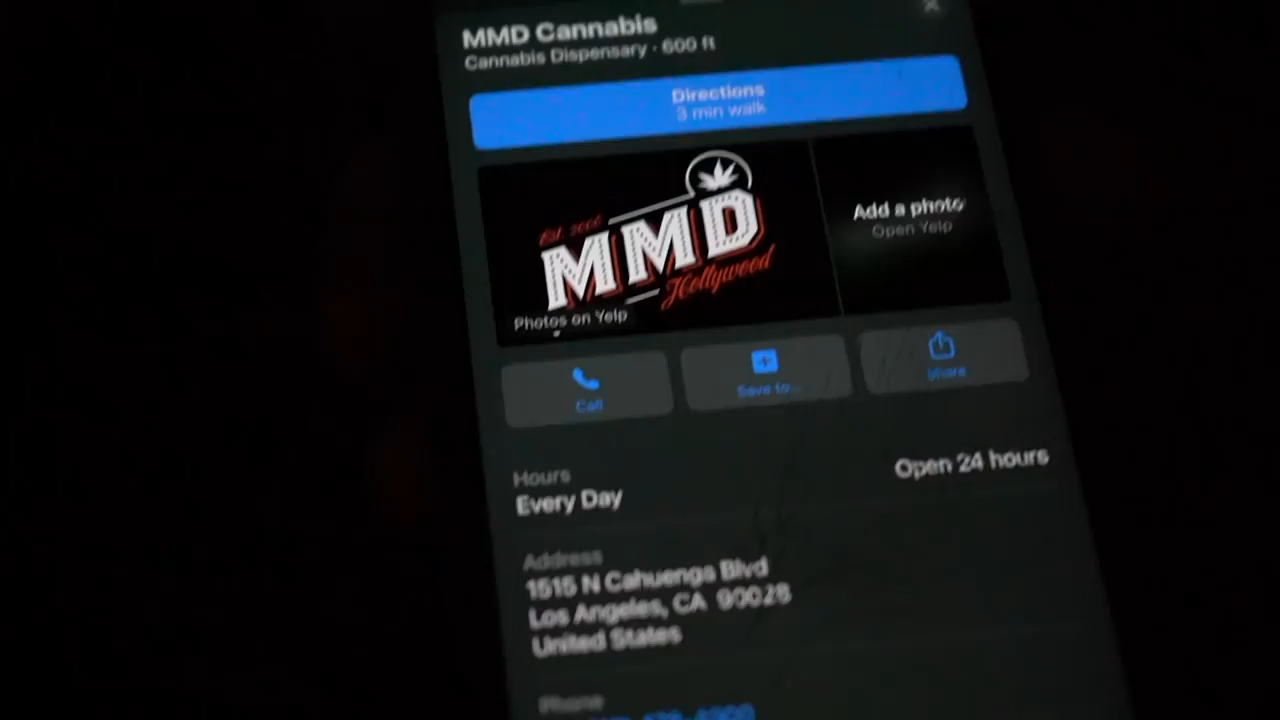 MMD Cannabis
Cannabis Dispensary · 600 ft
Directions
3 min walk
Est. 2006
MMD
Hollywood
Add a photo
Open Yelp
Photos on Yelp
Call
Save to...
Share
Hours
Every Day
Open 24 hours
Address
1515 N Cahuenga Blvd
Los Angeles, CA 90028
United States
Phone